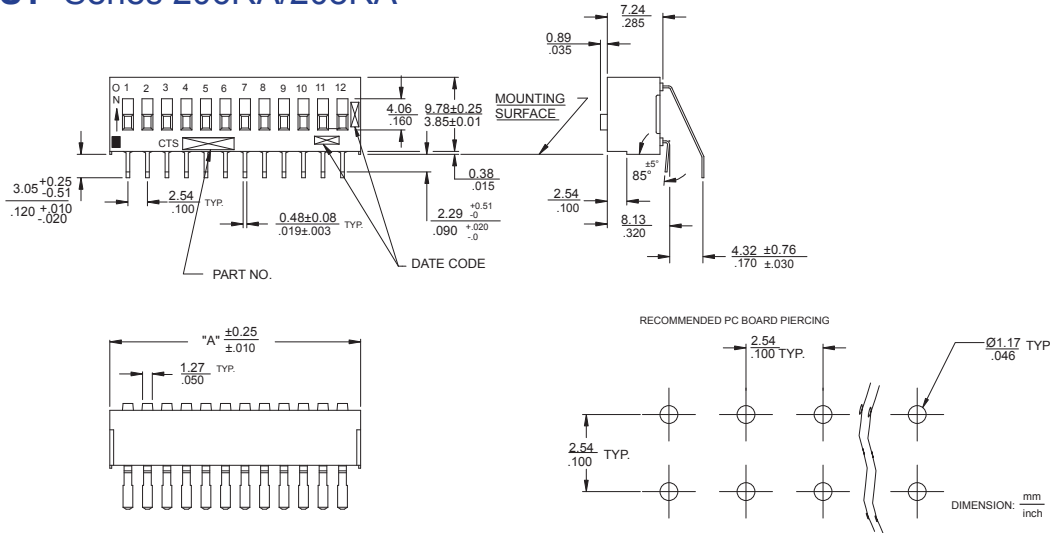 7.24
.285
0.89
.035
O 1 2 3 4 5 6 7 8 9 10 11 12
N
CTS
4.06
.160
9.78±0.25
3.85±0.01
MOUNTING
SURFACE
3.05 +0.25
-0.51
.120 +.010
-.020
2.54
.100 TYP.
0.48±0.08
.019±.003 TYP.
0.38
.015
2.29 +0.51
-0
.090 +.020
-.0
PART NO.
DATE CODE
±5°
85°
2.54
.100
8.13
.320
4.32 ±0.76
.170 ±.030
"A" ±0.25
±.010
1.27 TYP.
.050
RECOMMENDED PC BOARD PIERCING
2.54
.100 TYP.
Ø1.17 TYP
.046
2.54
.100 TYP.
DIMENSION: mm
inch